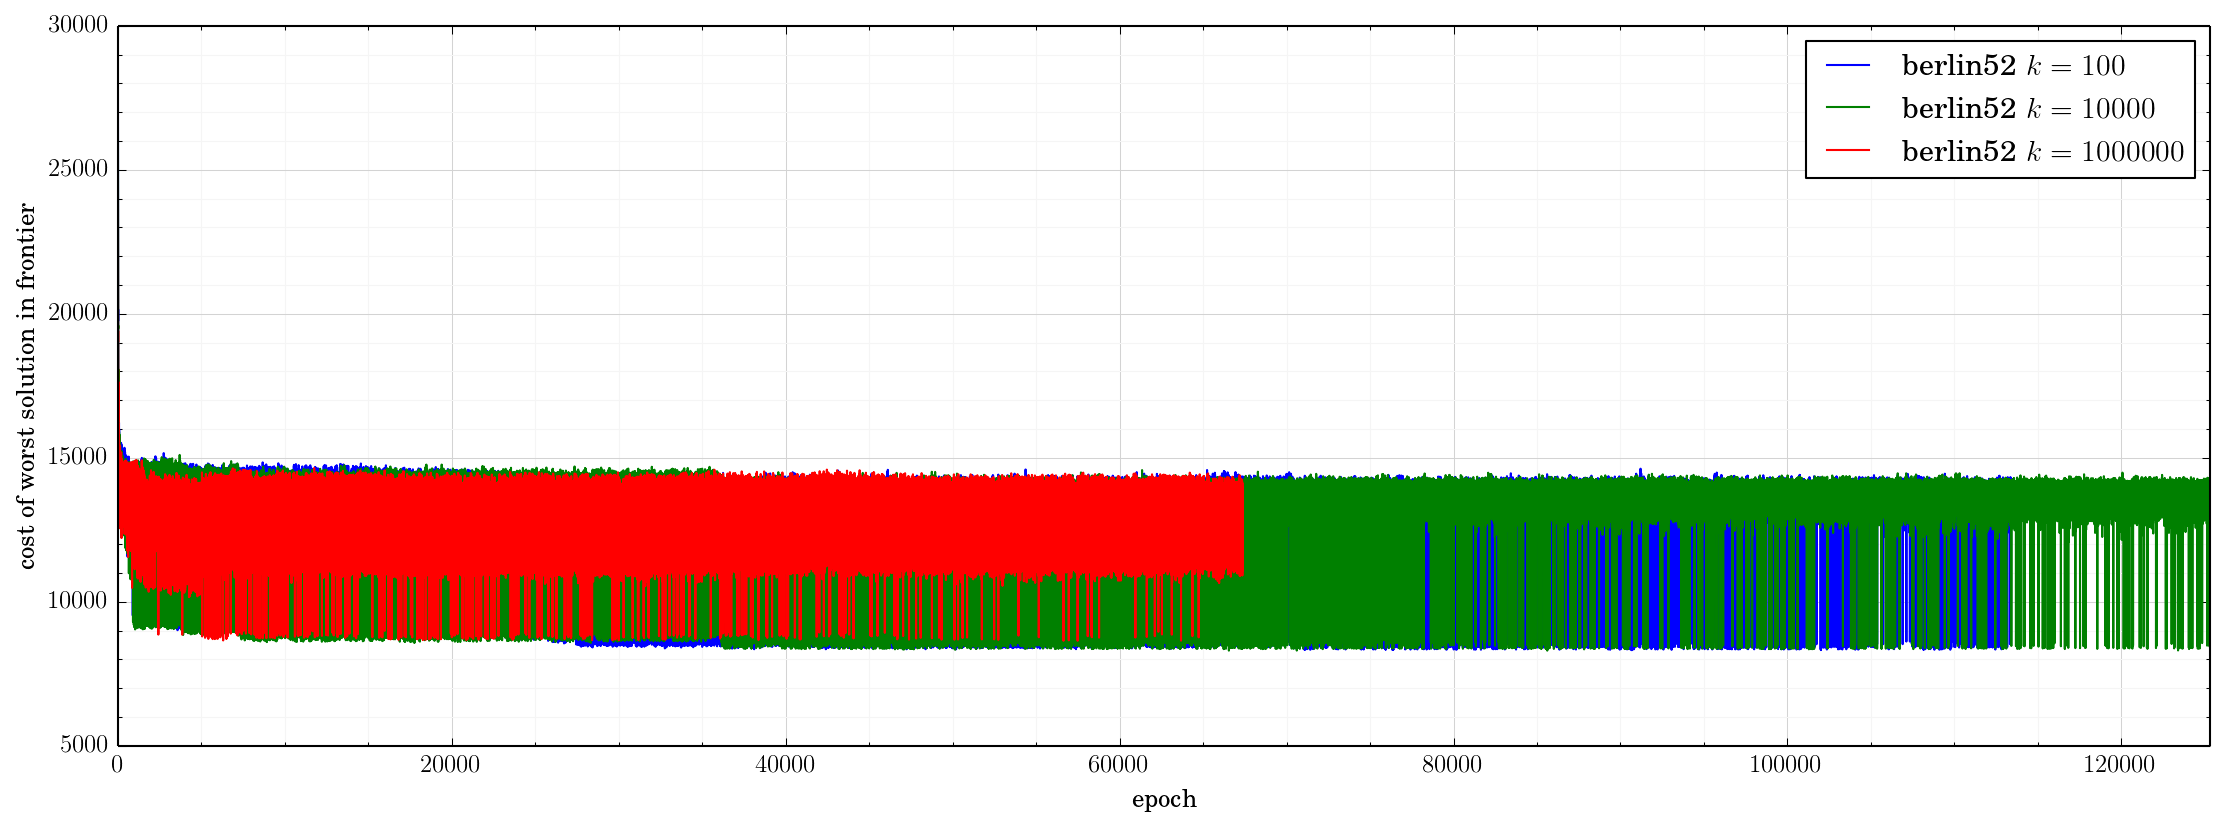 30000
25000
20000
15000
10000
5000
cost of worst solution in frontier
berlin52 k = 100
berlin52 k = 10000
berlin52 k = 1000000
0 20000 40000 60000 80000 100000 120000
epoch